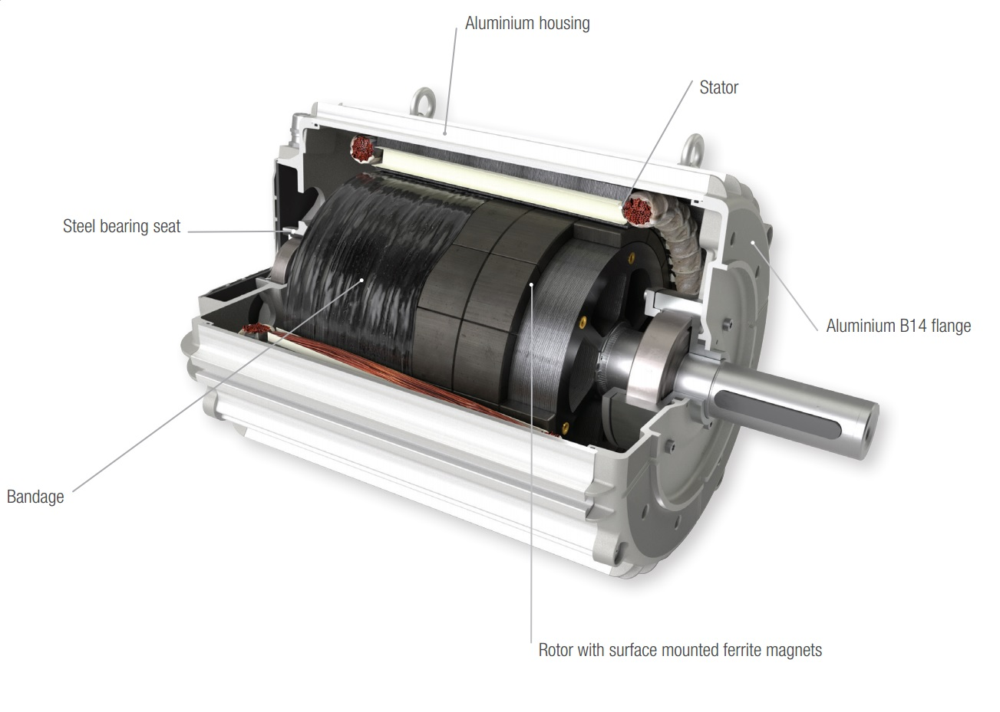 Aluminium housing
Stator
Steel bearing seat
Aluminium B14 flange
Bandage
Rotor with surface mounted ferrite magnets